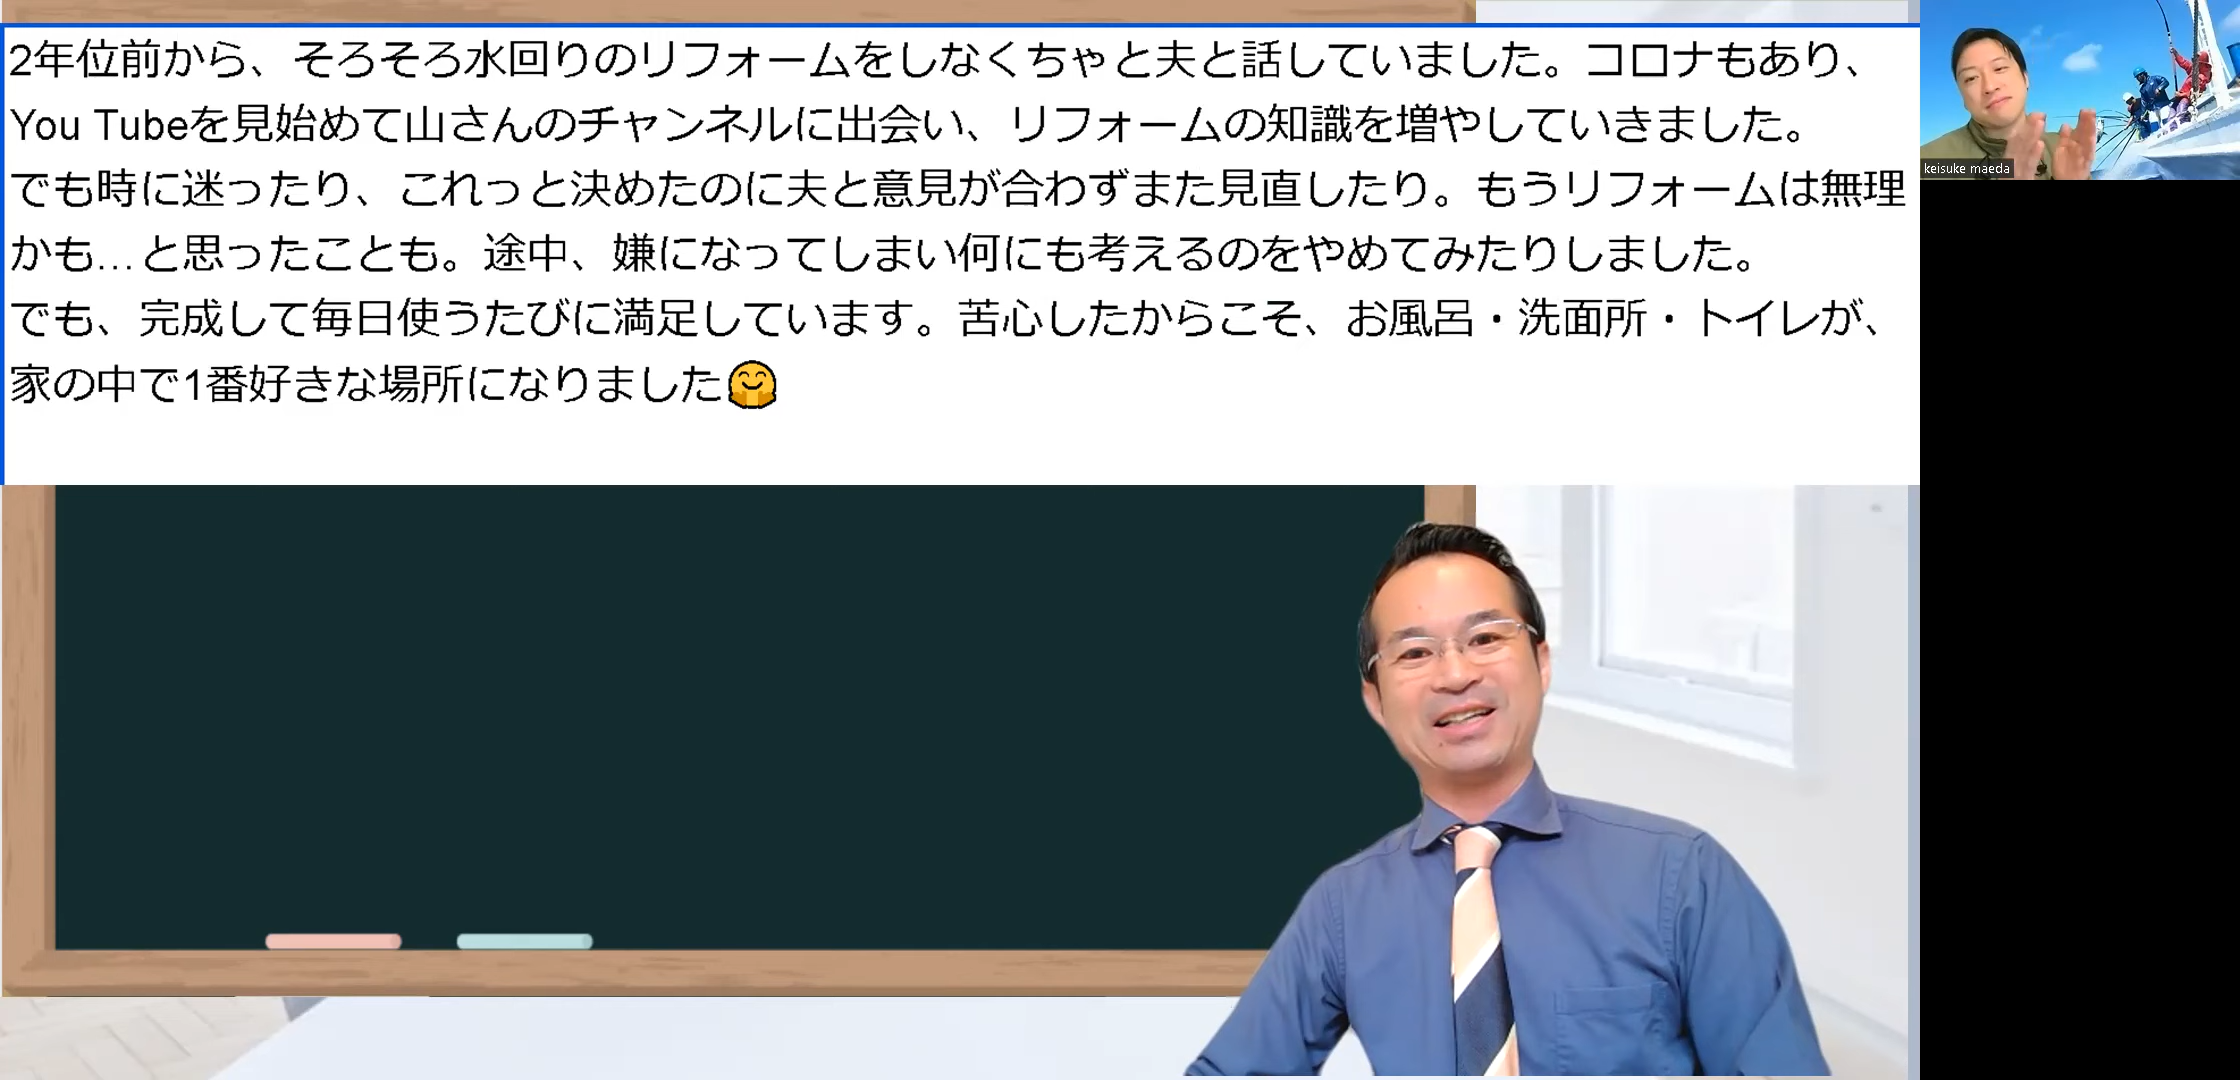 2年位前から、そろそろ水回りのリフォームをしなくちゃと夫と話していました。コロナもあり、
You Tubeを見始めて山さんのチャンネルに出会い、リフォームの知識を増やしていきました。
でも時に迷ったり、これっと決めたのに夫と意見が合わずまた見直したり。もうリフォームは無理
かも…と思ったことも。途中、嫌になってしまい何にも考えるのをやめてみたりしました。
でも、完成して毎日使うたびに満足しています。苦心したからこそ、お風呂・洗面所・トイレが、
家の中で1番好きな場所になりました🤗
keisuke maeda